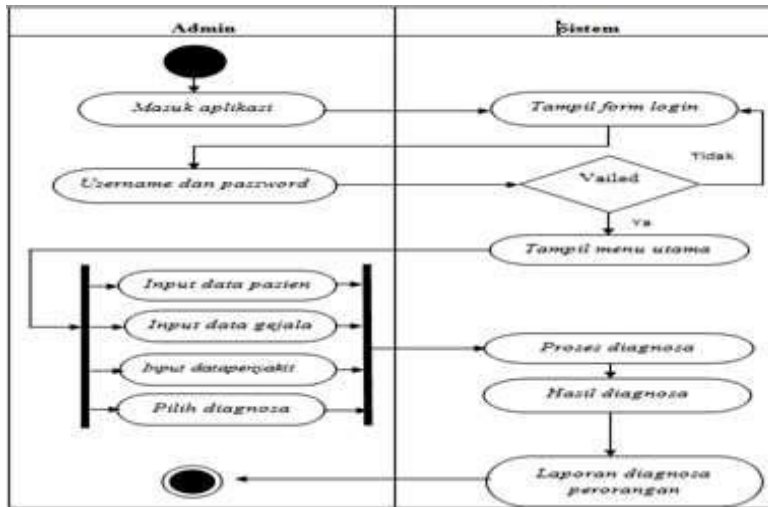 Admin
Sistem
Masuk aplikasi
Tampil form login
Tidak
Username dan password
Vailed
Ya
Tampil menu utama
Input data pasien
Input data gejala
Input datapenyakit
Pilih diagnosa
Proses diagnosa
Hasil diagnosa
Laporan diagnosa
perorangan